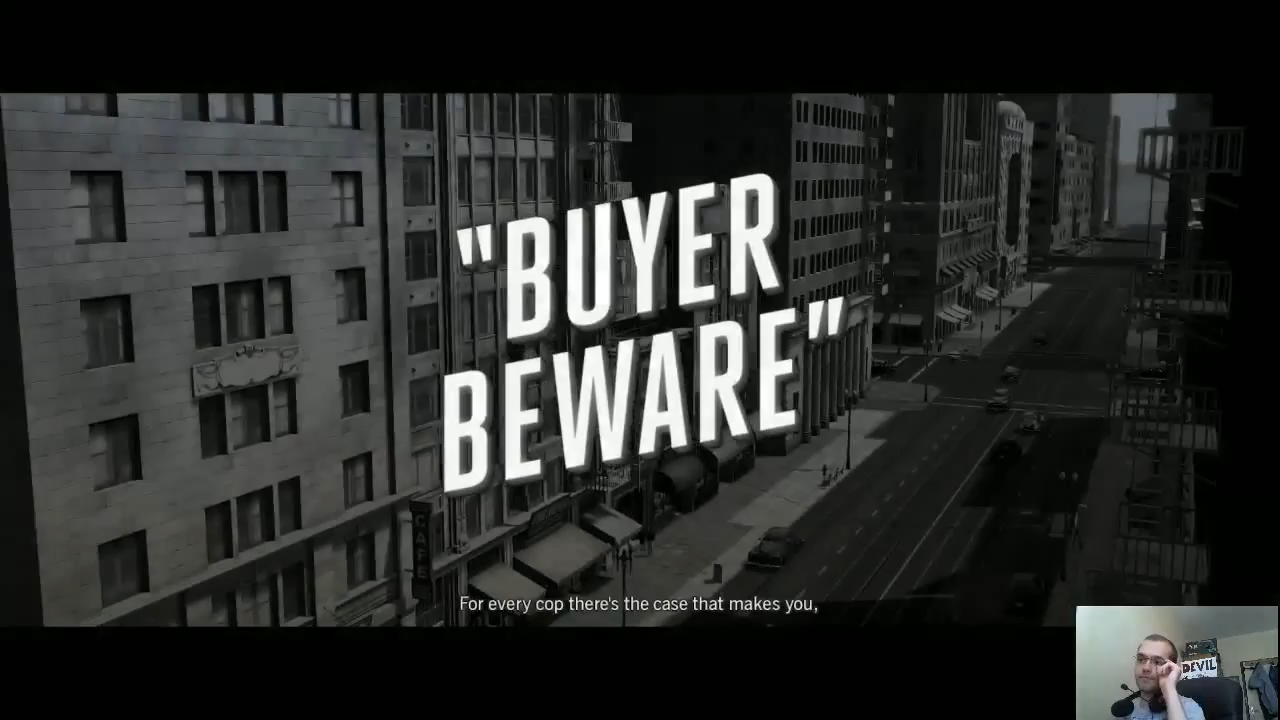 "BUYER
BEWARE"
CAFE
For every cop there's the case that makes you,
DEVIL